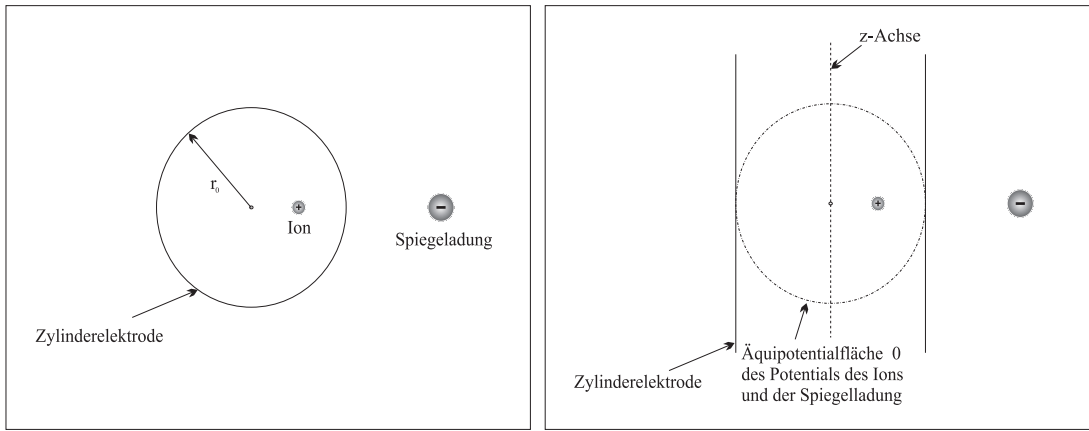 r₀
+
Ion
−
Spiegeladung
Zylinderelektrode
z-Achse
+
−
Äquipotentialfläche 0
des Potentials des Ions
und der Spiegelladung
Zylinderelektrode